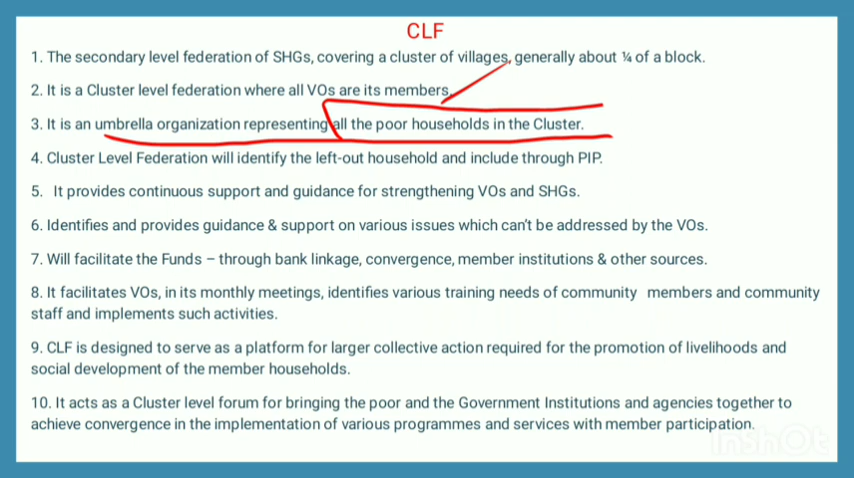 CLF
1. The secondary level federation of SHGs, covering a cluster of villages, generally about ¼ of a block.
2. It is a Cluster level federation where all VOs are its members.
3. It is an umbrella organization representing all the poor households in the Cluster.
4. Cluster Level Federation will identify the left-out household and include through PIP.
5. It provides continuous support and guidance for strengthening VOs and SHGs.
6. Identifies and provides guidance & support on various issues which can't be addressed by the VOs.
7. Will facilitate the Funds – through bank linkage, convergence, member institutions & other sources.
8. It facilitates VOs, in its monthly meetings, identifies various training needs of community members and community
staff and implements such activities.
9. CLF is designed to serve as a platform for larger collective action required for the promotion of livelihoods and
social development of the member households.
10. It acts as a Cluster level forum for bringing the poor and the Government Institutions and agencies together to
achieve convergence in the implementation of various programmes and services with member participation.
InShOt